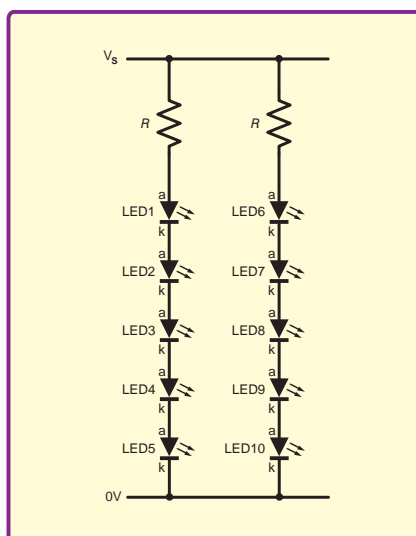 Vs
R R
a a
LED1 LED6
k k
a a
LED2 LED7
k k
a a
LED3 LED8
k k
a a
LED4 LED9
k k
a a
LED5 LED10
k k
0V